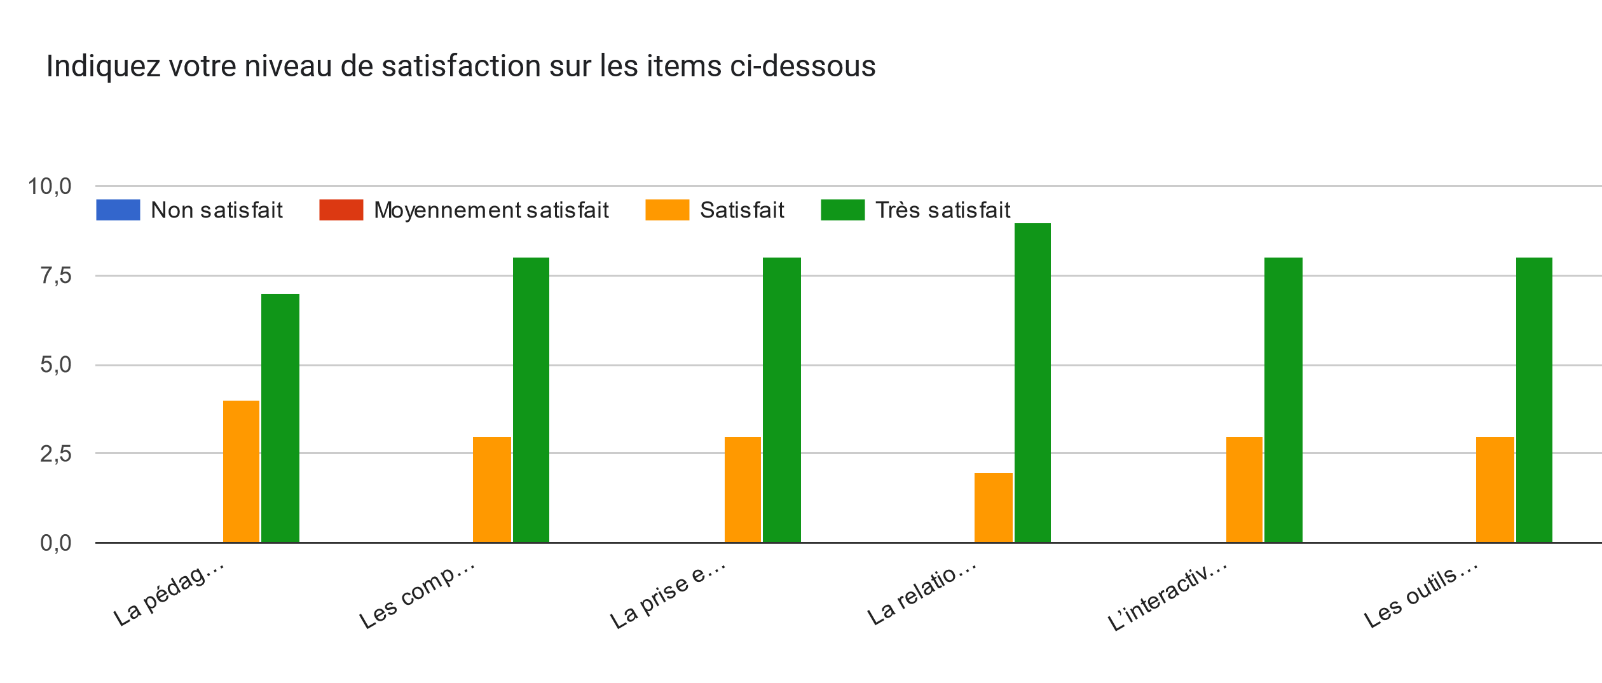 Indiquez votre niveau de satisfaction sur les items ci-dessous
10,0
Non satisfait Moyennement satisfait Satisfait Très satisfait
7,5
5,0
2,5
0,0
La pédag… Les comp… La prise e… La relatio… L’interactiv… Les outils…